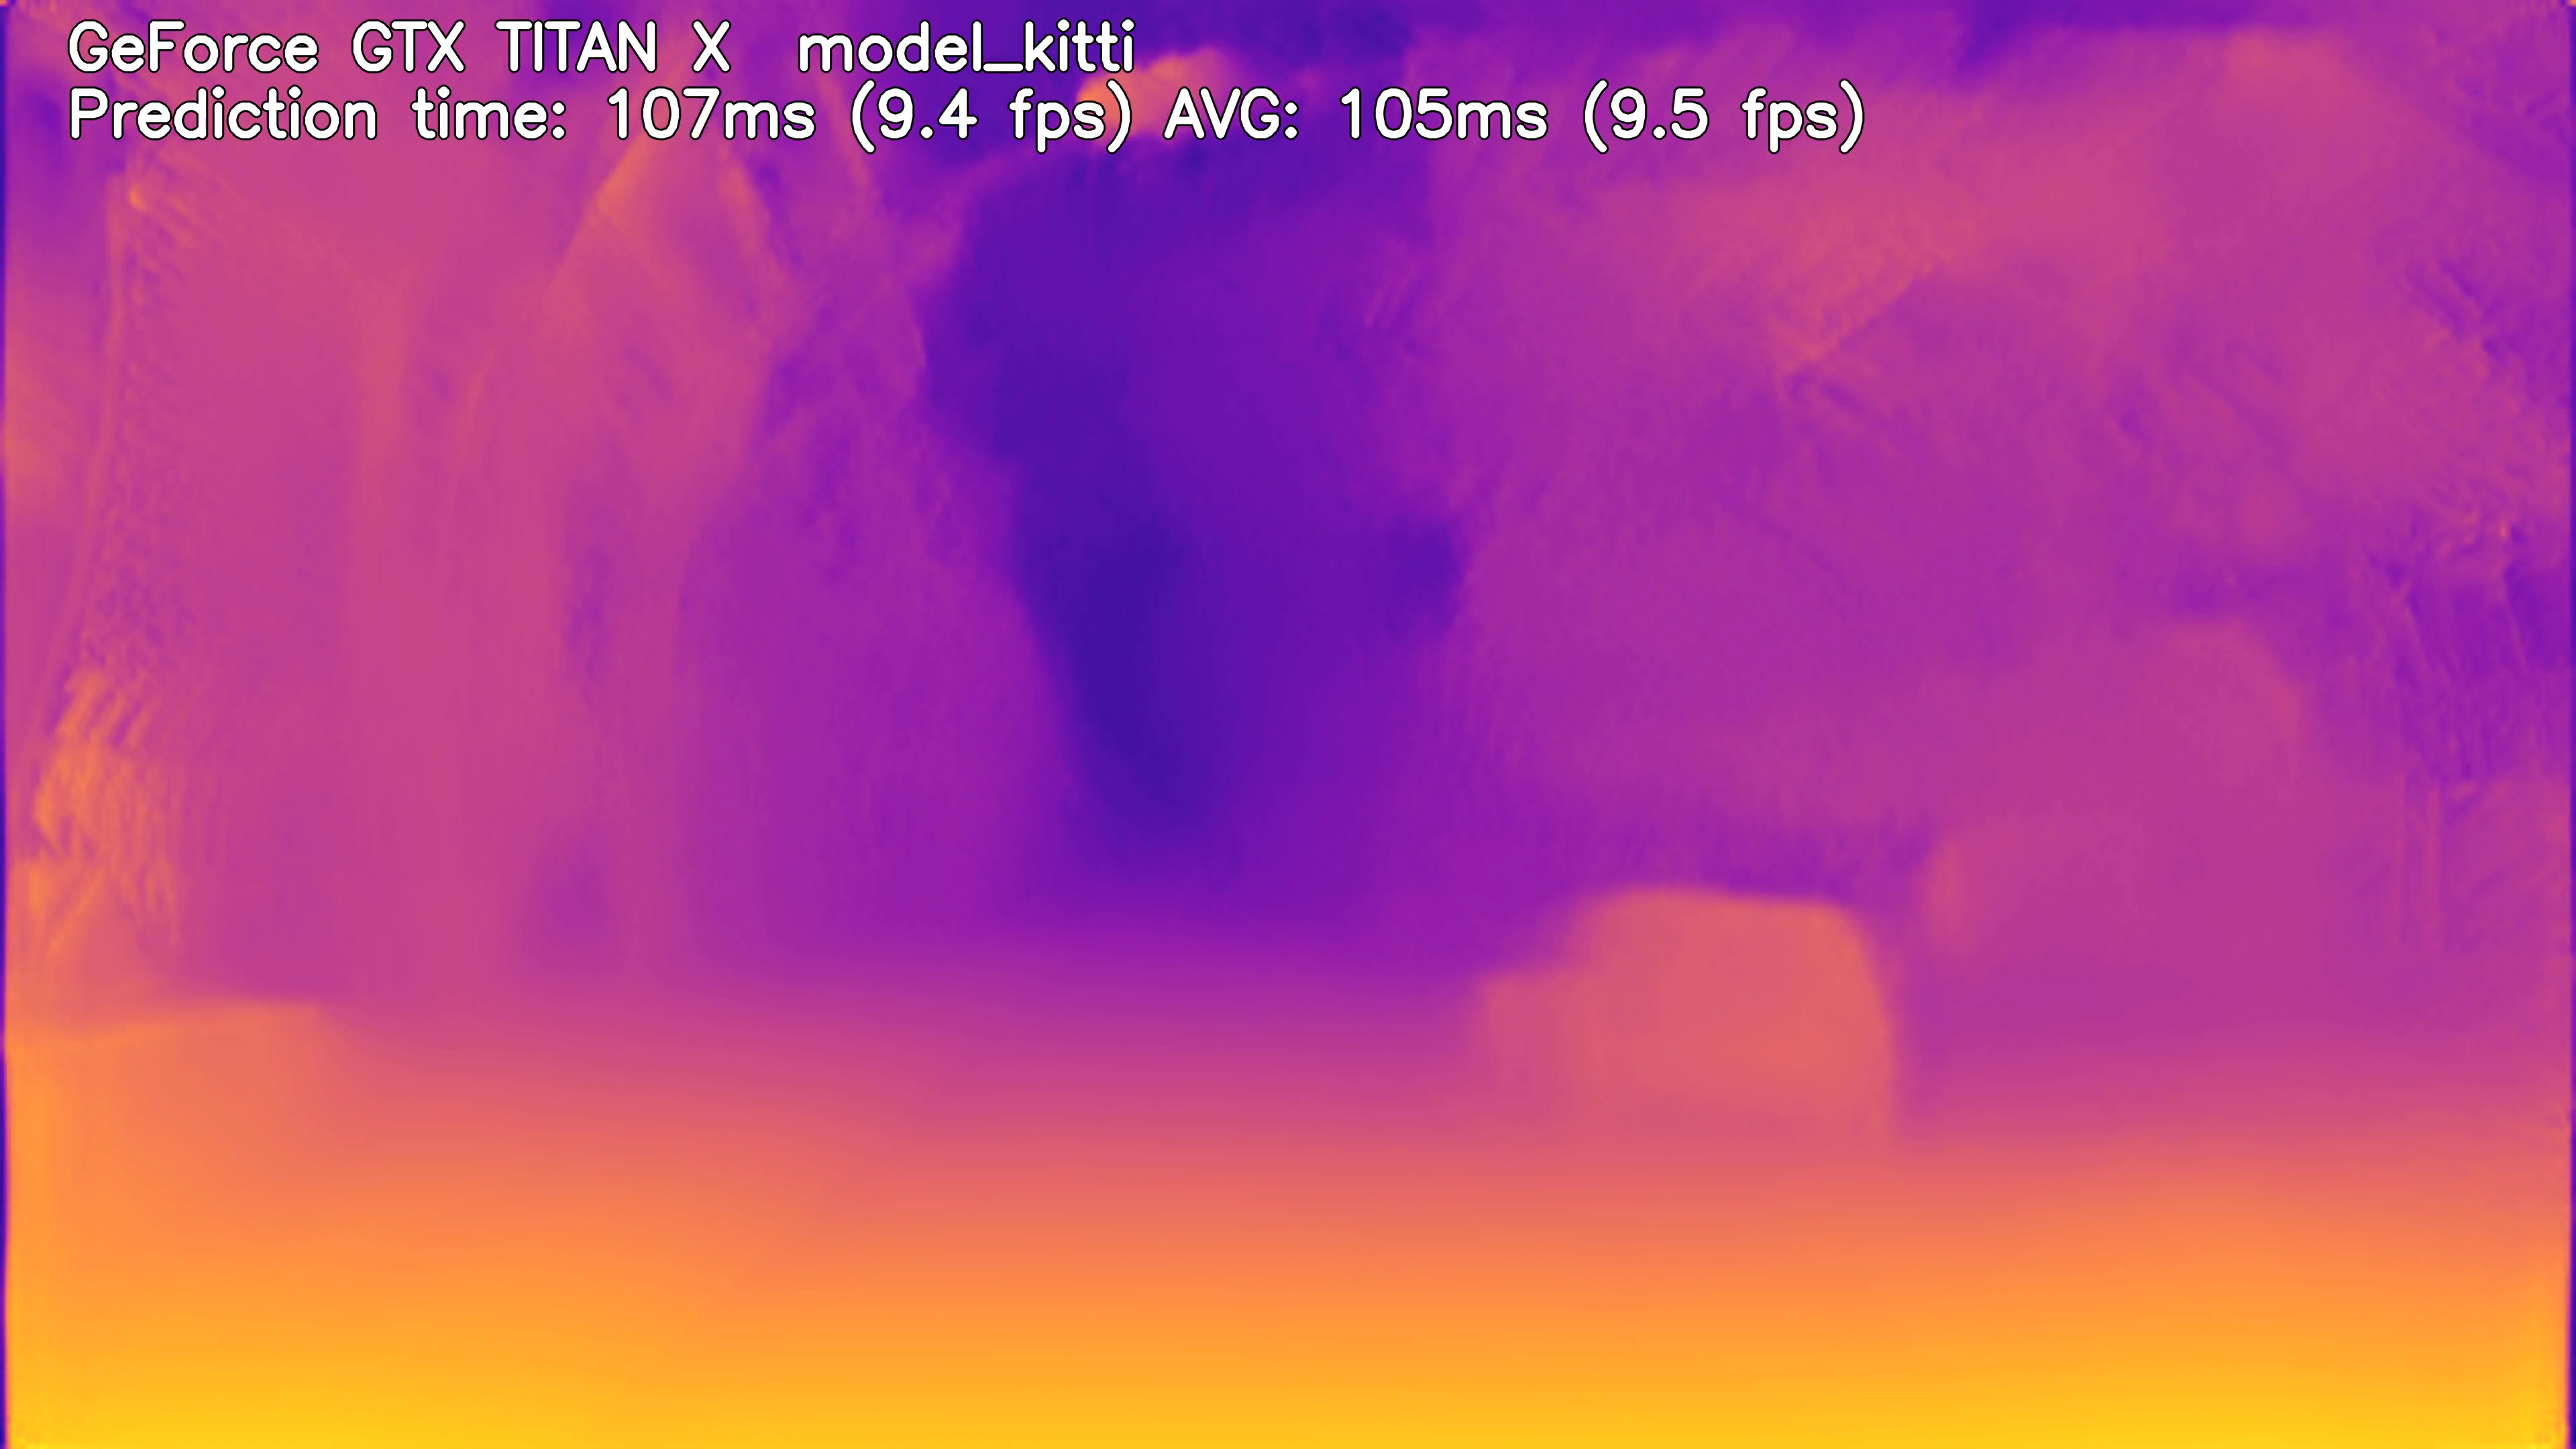 GeForce GTX TITAN X model_kitti
Prediction time: 107ms (9.4 fps) AVG: 105ms (9.5 fps)